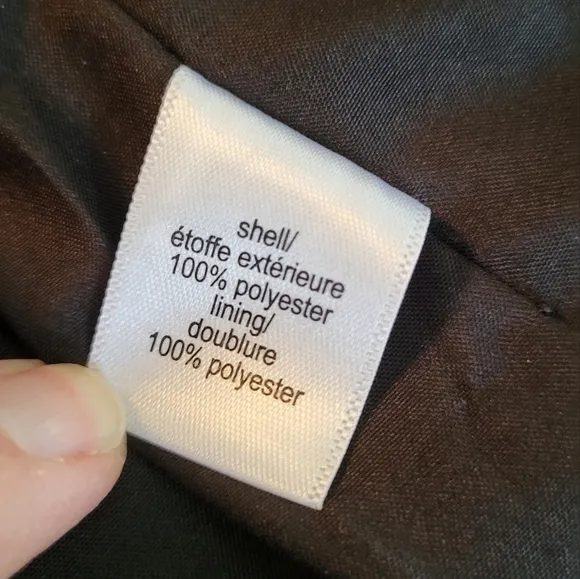 shell/
étoffe extérieure
100% polyester
lining/
doublure
100% polyester